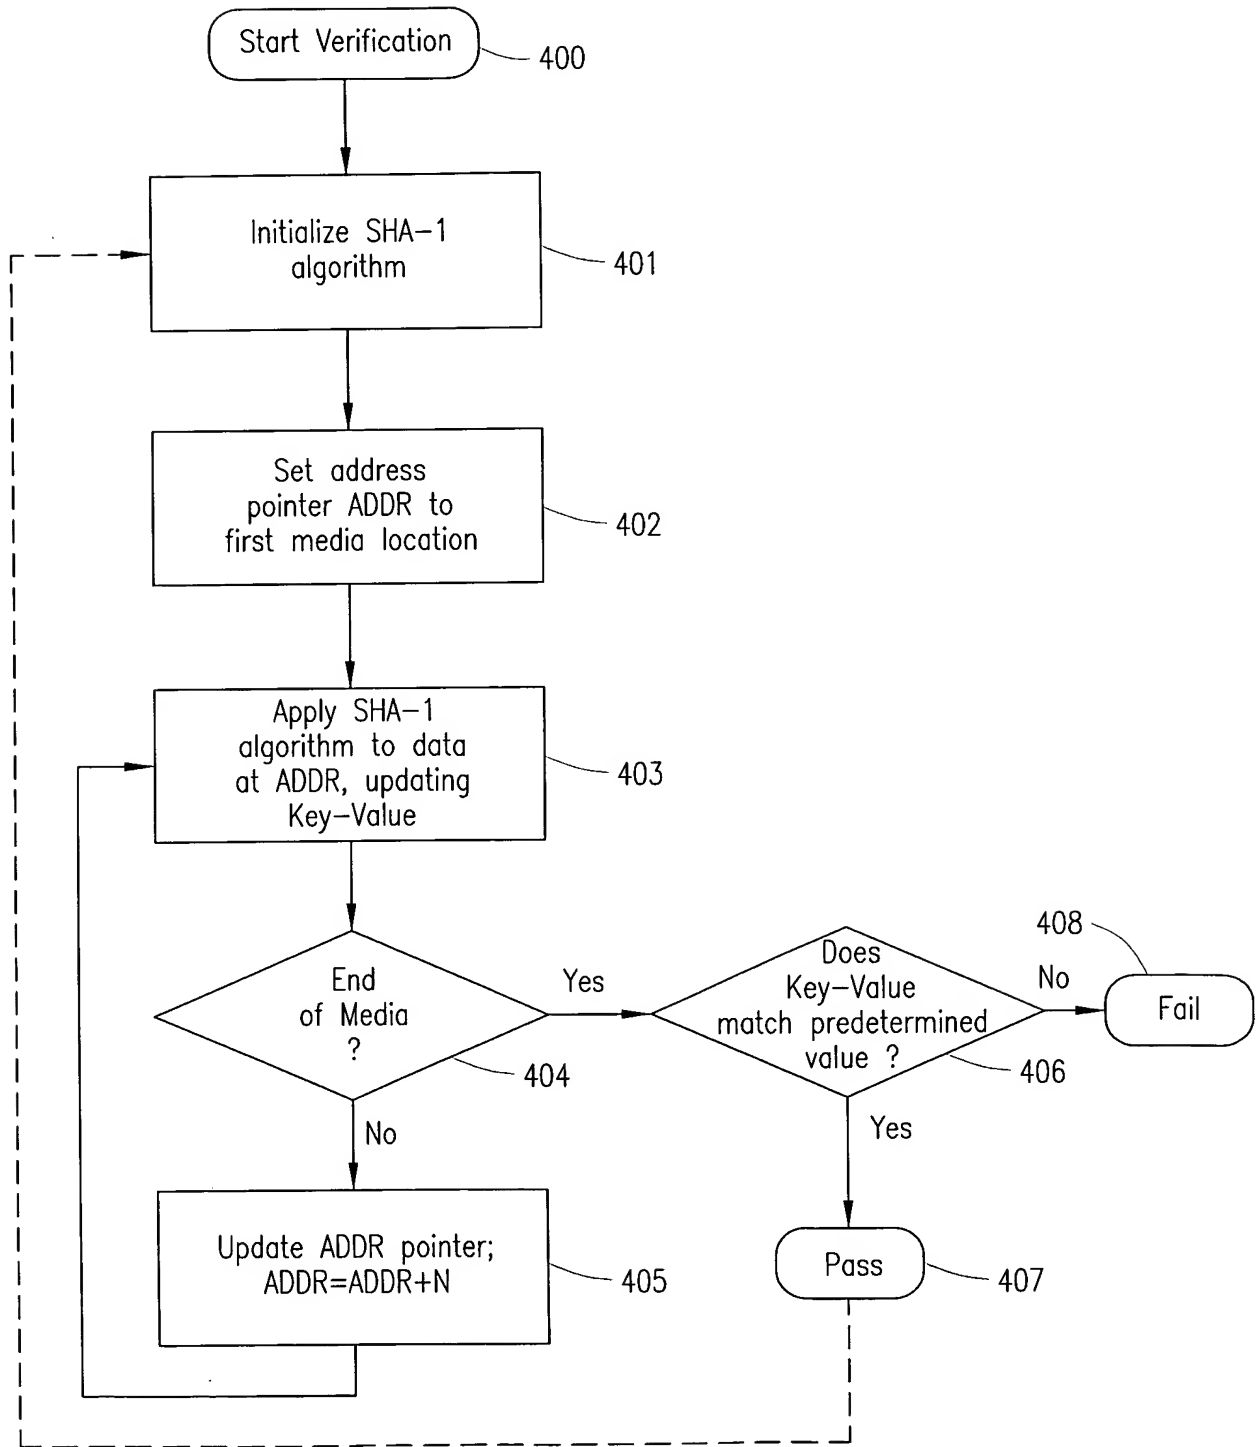 Start Verification
400
Initialize SHA-1
algorithm
401
Set address
pointer ADDR to
first media location
402
Apply SHA-1
algorithm to data
at ADDR, updating
Key-Value
403
End
of Media
?
404
Yes
No
Does
Key-Value
match predetermined
value ?
406
No
408
Fail
Yes
Update ADDR pointer;
ADDR=ADDR+N
405
Pass
407